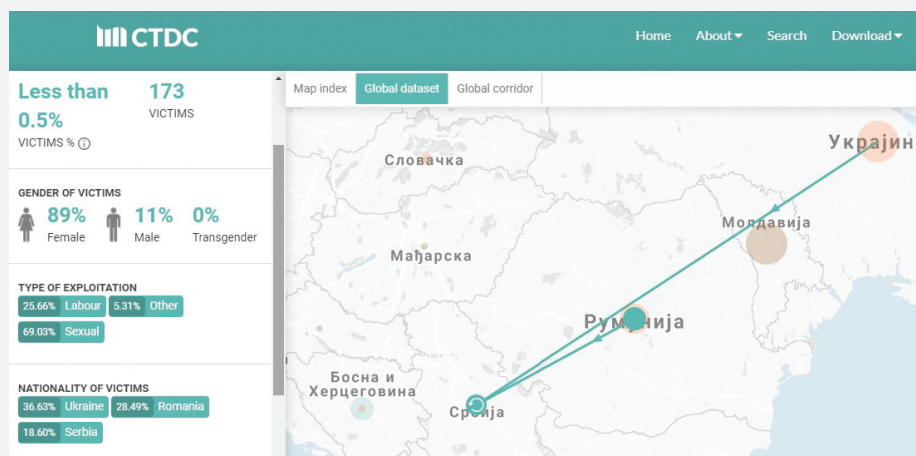 CTDC
Home About Search Download
Less than 0.5%
VICTIMS %
173
VICTIMS
GENDER OF VICTIMS
89%
Female
11%
Male
0%
Transgender
TYPE OF EXPLOITATION
25.66% Labour 5.31% Other
69.03% Sexual
NATIONALITY OF VICTIMS
36.63% Ukraine 28.49% Romania
18.60% Serbia
Map index Global dataset Global corridor
Украјин
Словачка
Молдавија
Мађарска
Румунија
Босна и
Херцеговина
Србија